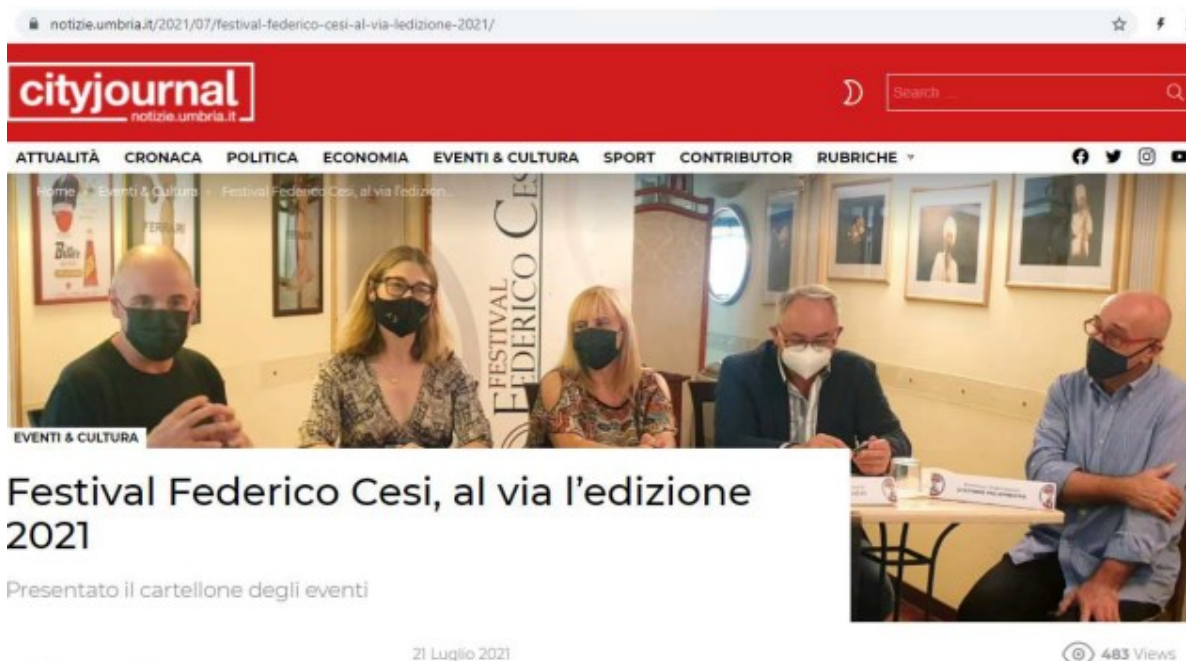 notizie.umbria.it/2021/07/festival-federico-cesi-al-via-ledizione-2021/
cityjournal
notizie.umbria.it
Search ...
ATTUALITÀ CRONACA POLITICA ECONOMIA EVENTI & CULTURA SPORT CONTRIBUTOR RUBRICHE
Home Eventi & Cultura Festival Federico Cesi, al via l'edizion...
FERRARI
FESTIVAL
FEDERICO CES
EVENTI & CULTURA
Festival Federico Cesi, al via l'edizione
2021
Presentato il cartellone degli eventi
21 Luglio 2021
483 Views